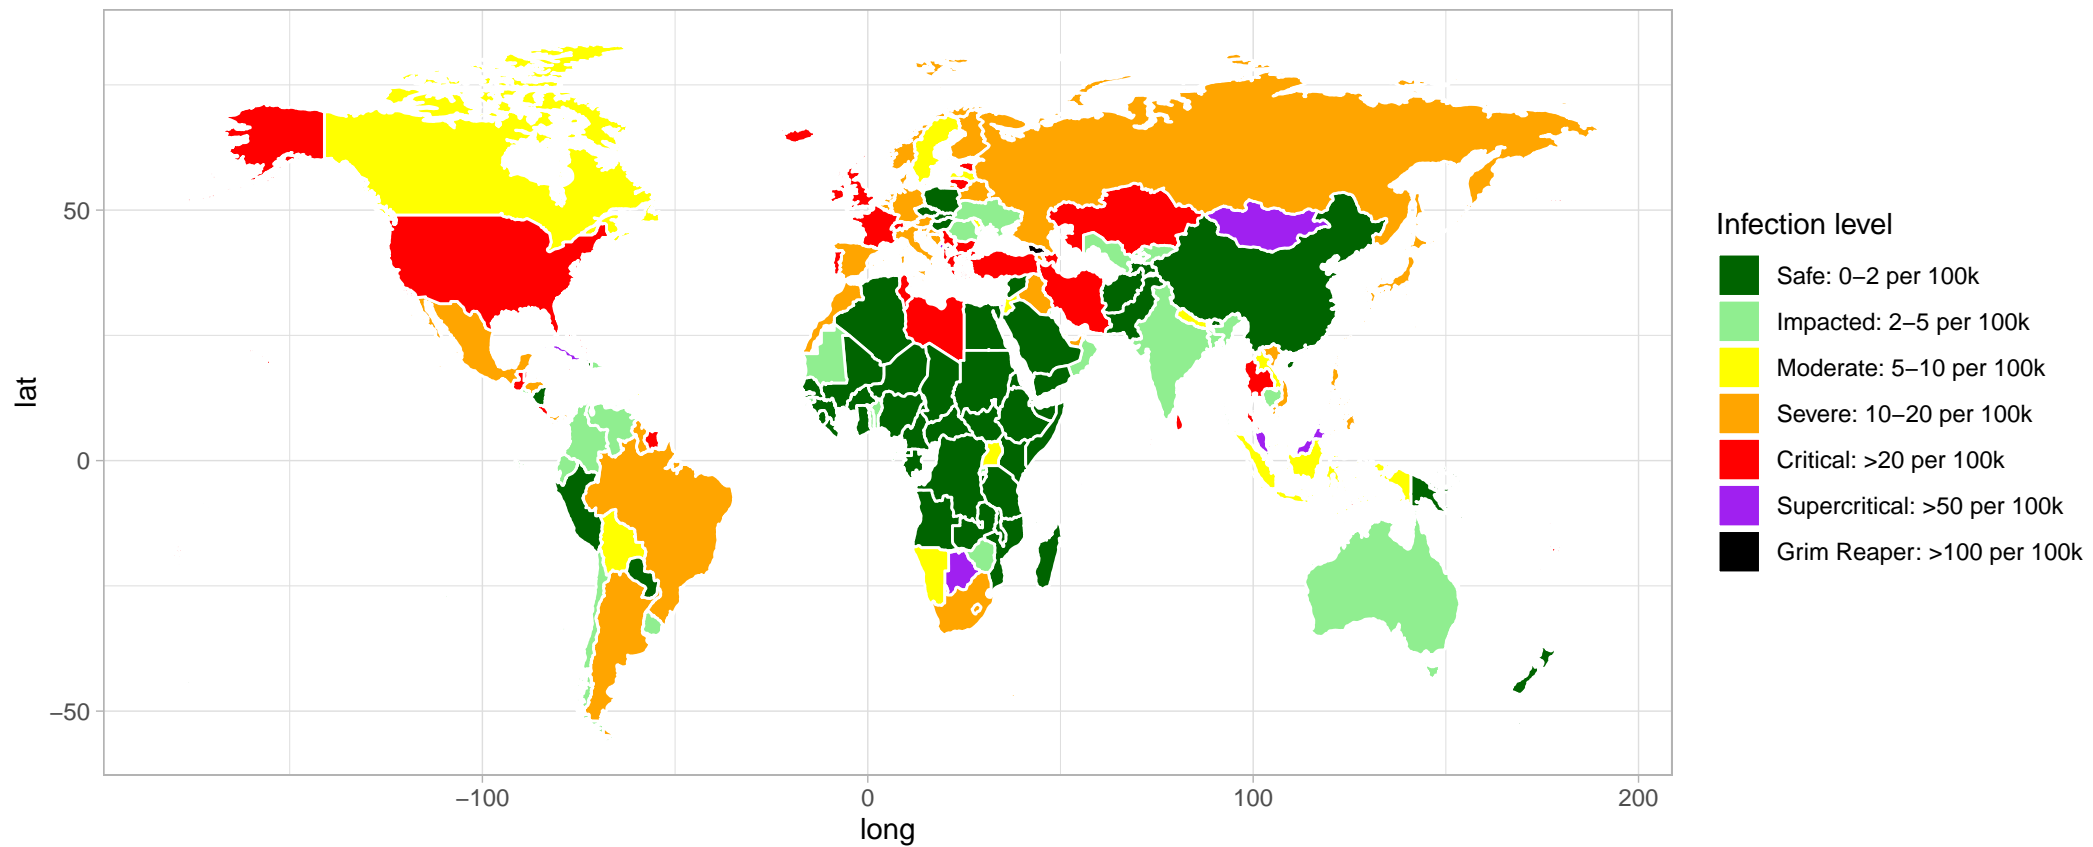 50
0
−50
lat
−100
0
100
200
long
Infection level
Safe: 0−2 per 100k
Impacted: 2−5 per 100k
Moderate: 5−10 per 100k
Severe: 10−20 per 100k
Critical: >20 per 100k
Supercritical: >50 per 100k
Grim Reaper: >100 per 100k